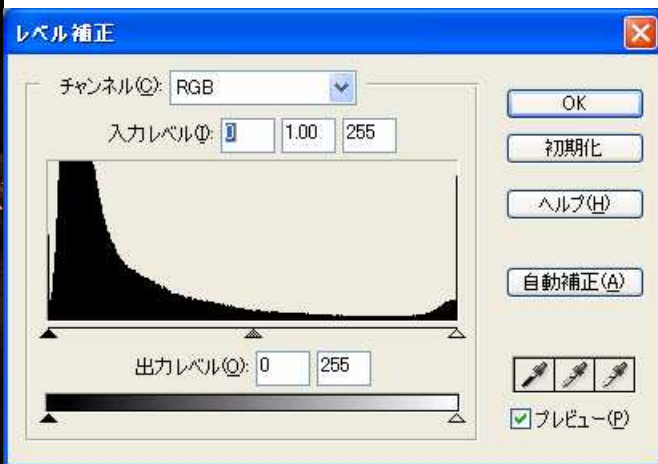 レベル補正
チャンネル(C): RGB
入力レベル(I): 0 1.00 255
出力レベル(O): 0 255
OK
初期化
ヘルプ(H)
自動補正(A)
プレビュー(P)